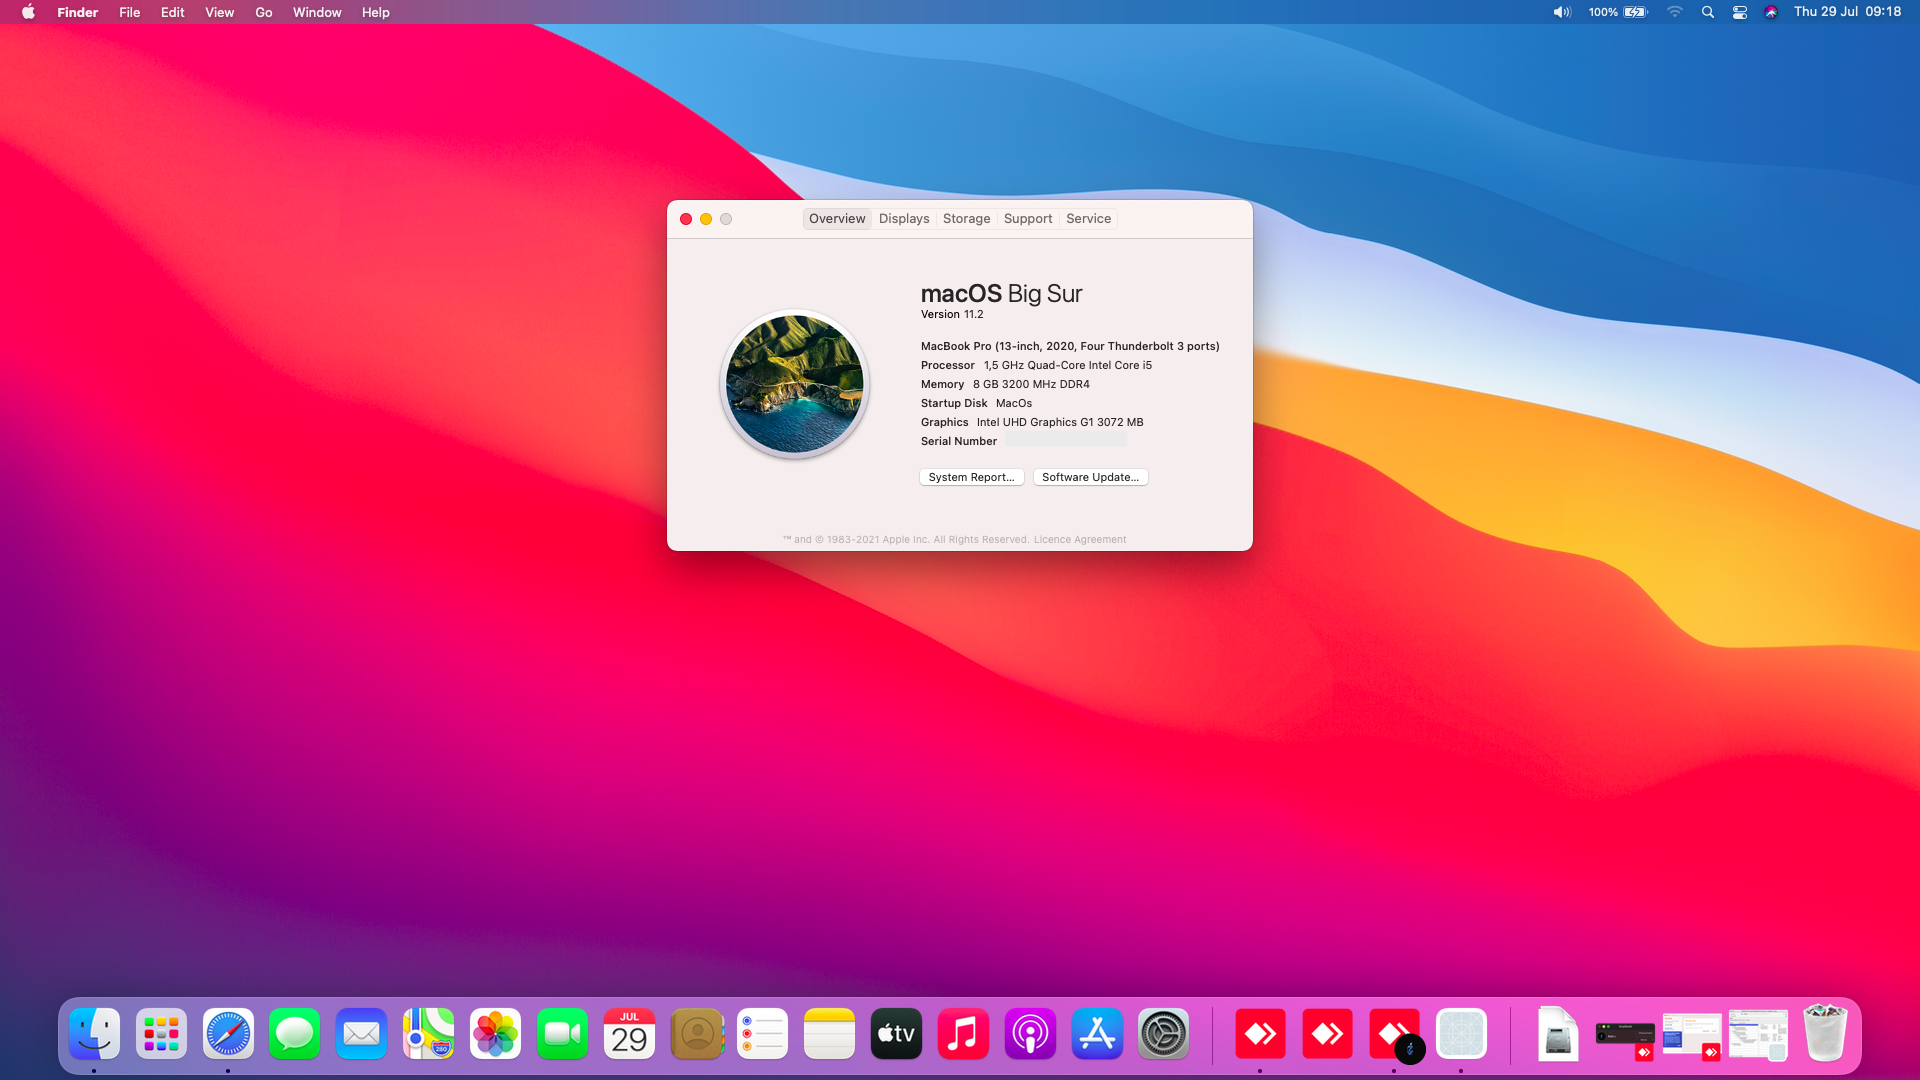 Finder File Edit View Go Window Help 100% Thu 29 Jul 09:18
Overview Displays Storage Support Service
macOS Big Sur
Version 11.2
MacBook Pro (13-inch, 2020, Four Thunderbolt 3 ports)
Processor 1,5 GHz Quad-Core Intel Core i5
Memory 8 GB 3200 MHz DDR4
Startup Disk MacOs
Graphics Intel UHD Graphics G1 3072 MB
Serial Number
System Report... Software Update...
™ and © 1983-2021 Apple Inc. All Rights Reserved. Licence Agreement
JUL
29
tv
280